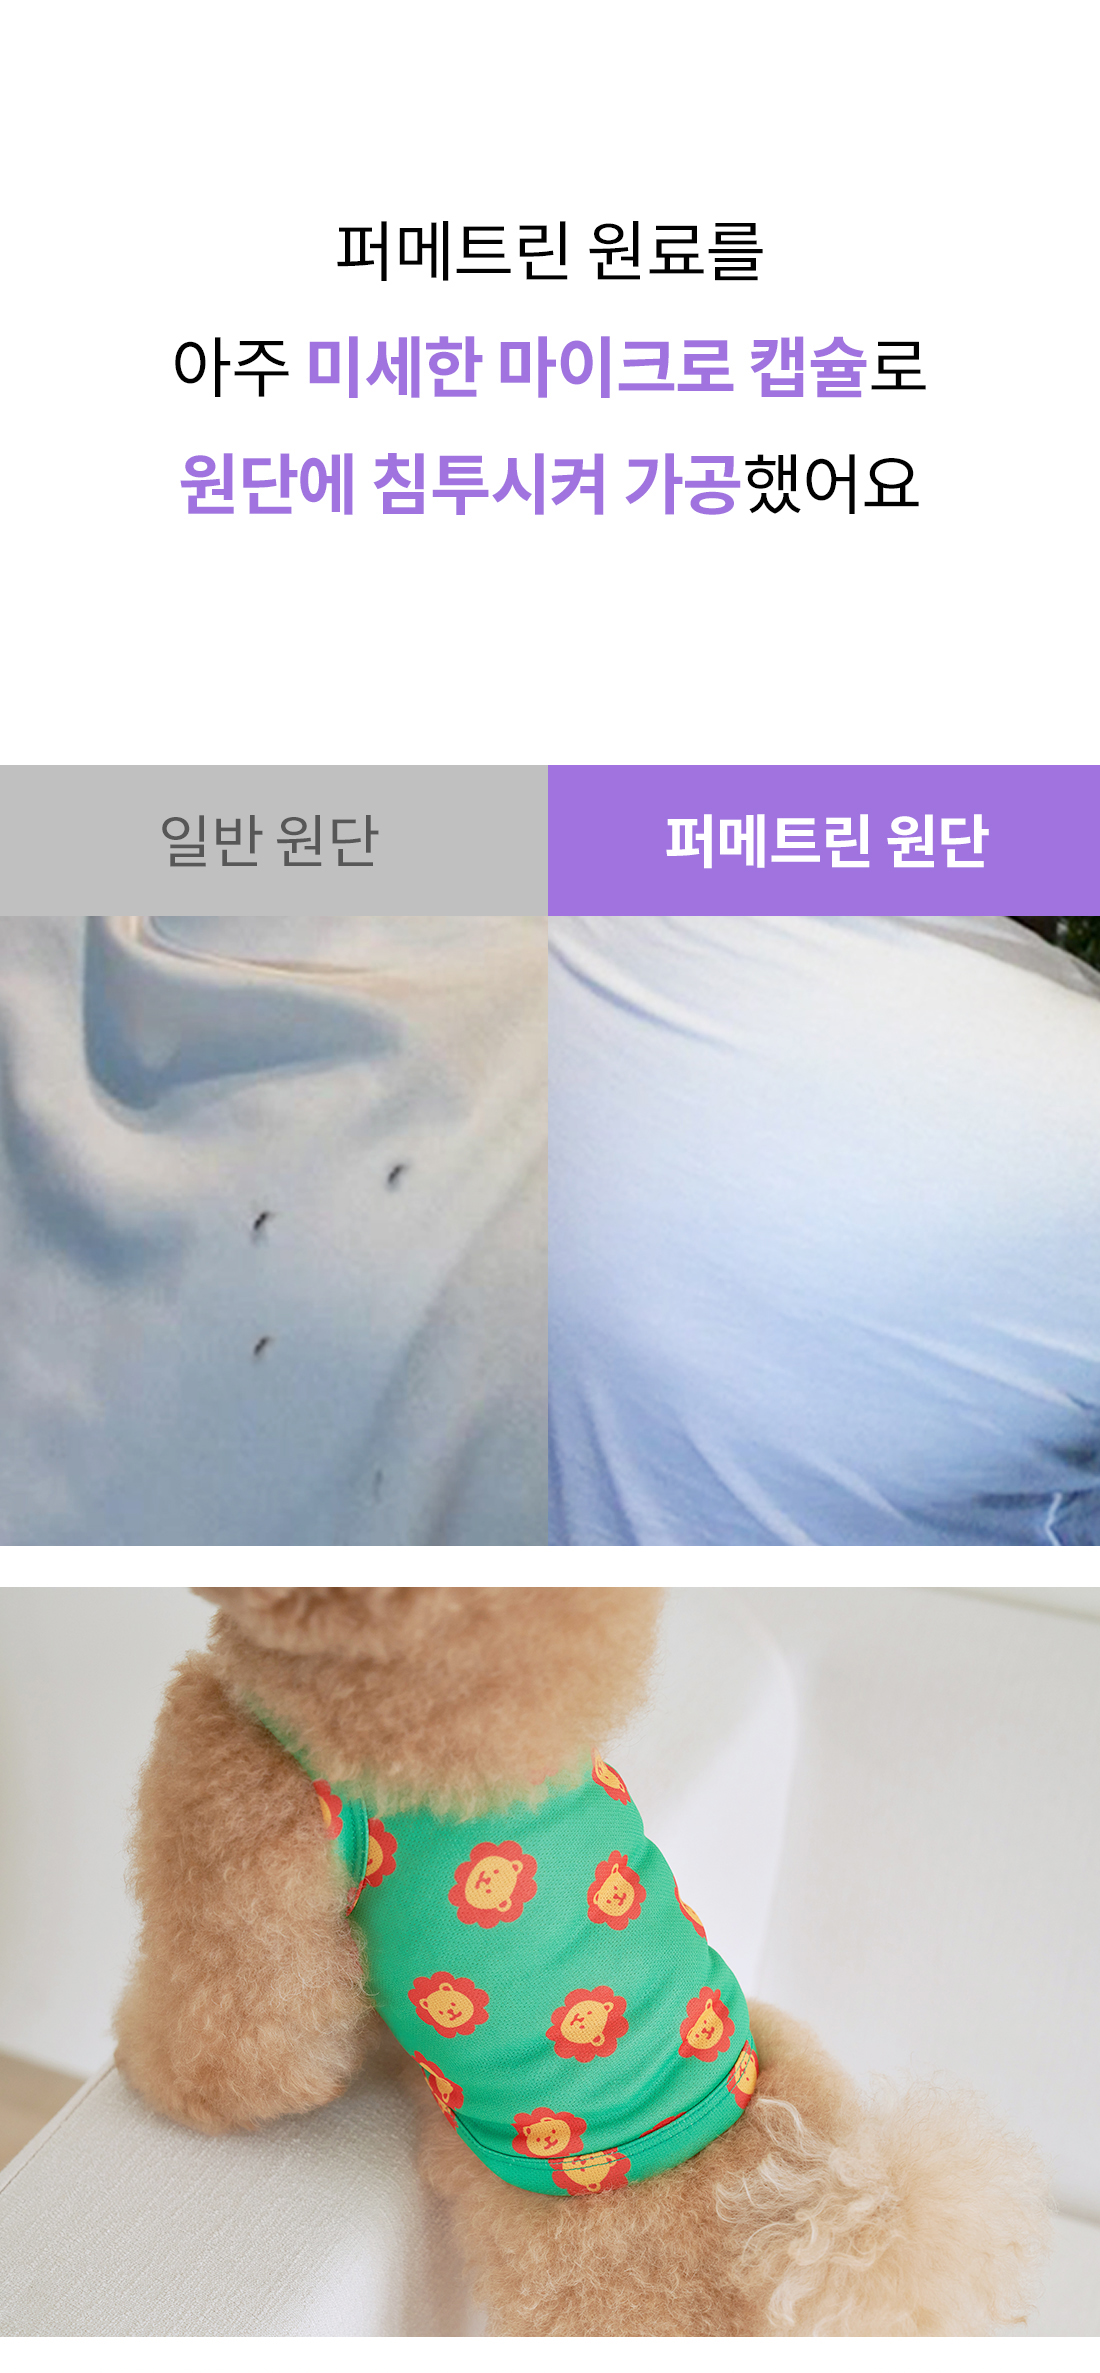 퍼메트린 원료를
아주 미세한 마이크로 캡슐로
원단에 침투시켜 가공했어요
일반 원단
퍼메트린 원단